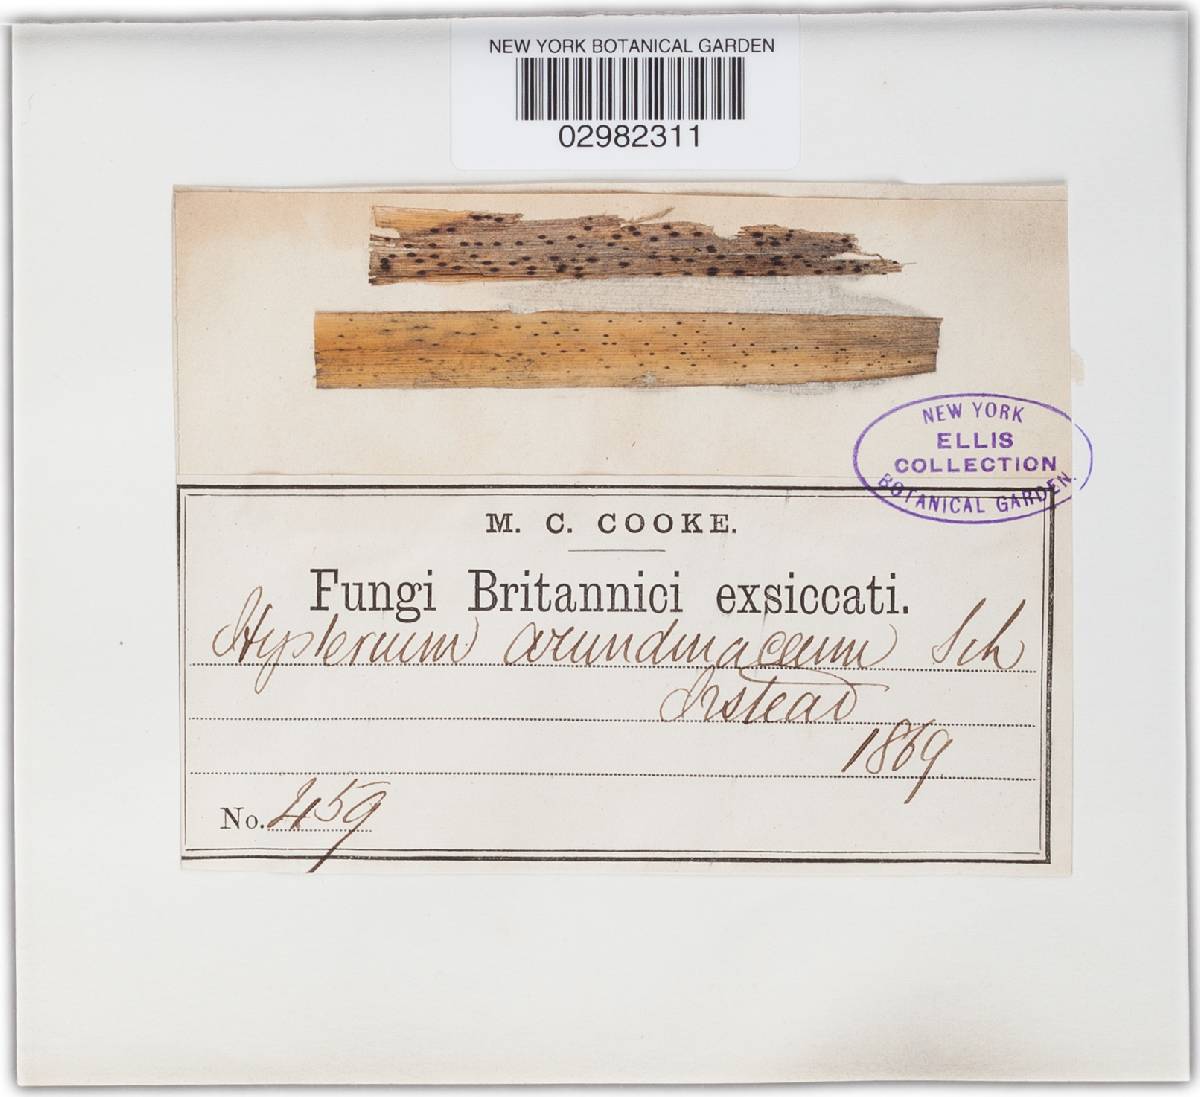 NEW YORK BOTANICAL GARDEN
02982311
NEW YORK
ELLIS
COLLECTION
BOTANICAL GARDEN.
M. C. COOKE.
Fungi Britannici exsiccati.
Hysterium arundinaceum Sch
Irstead
1869
No. 459